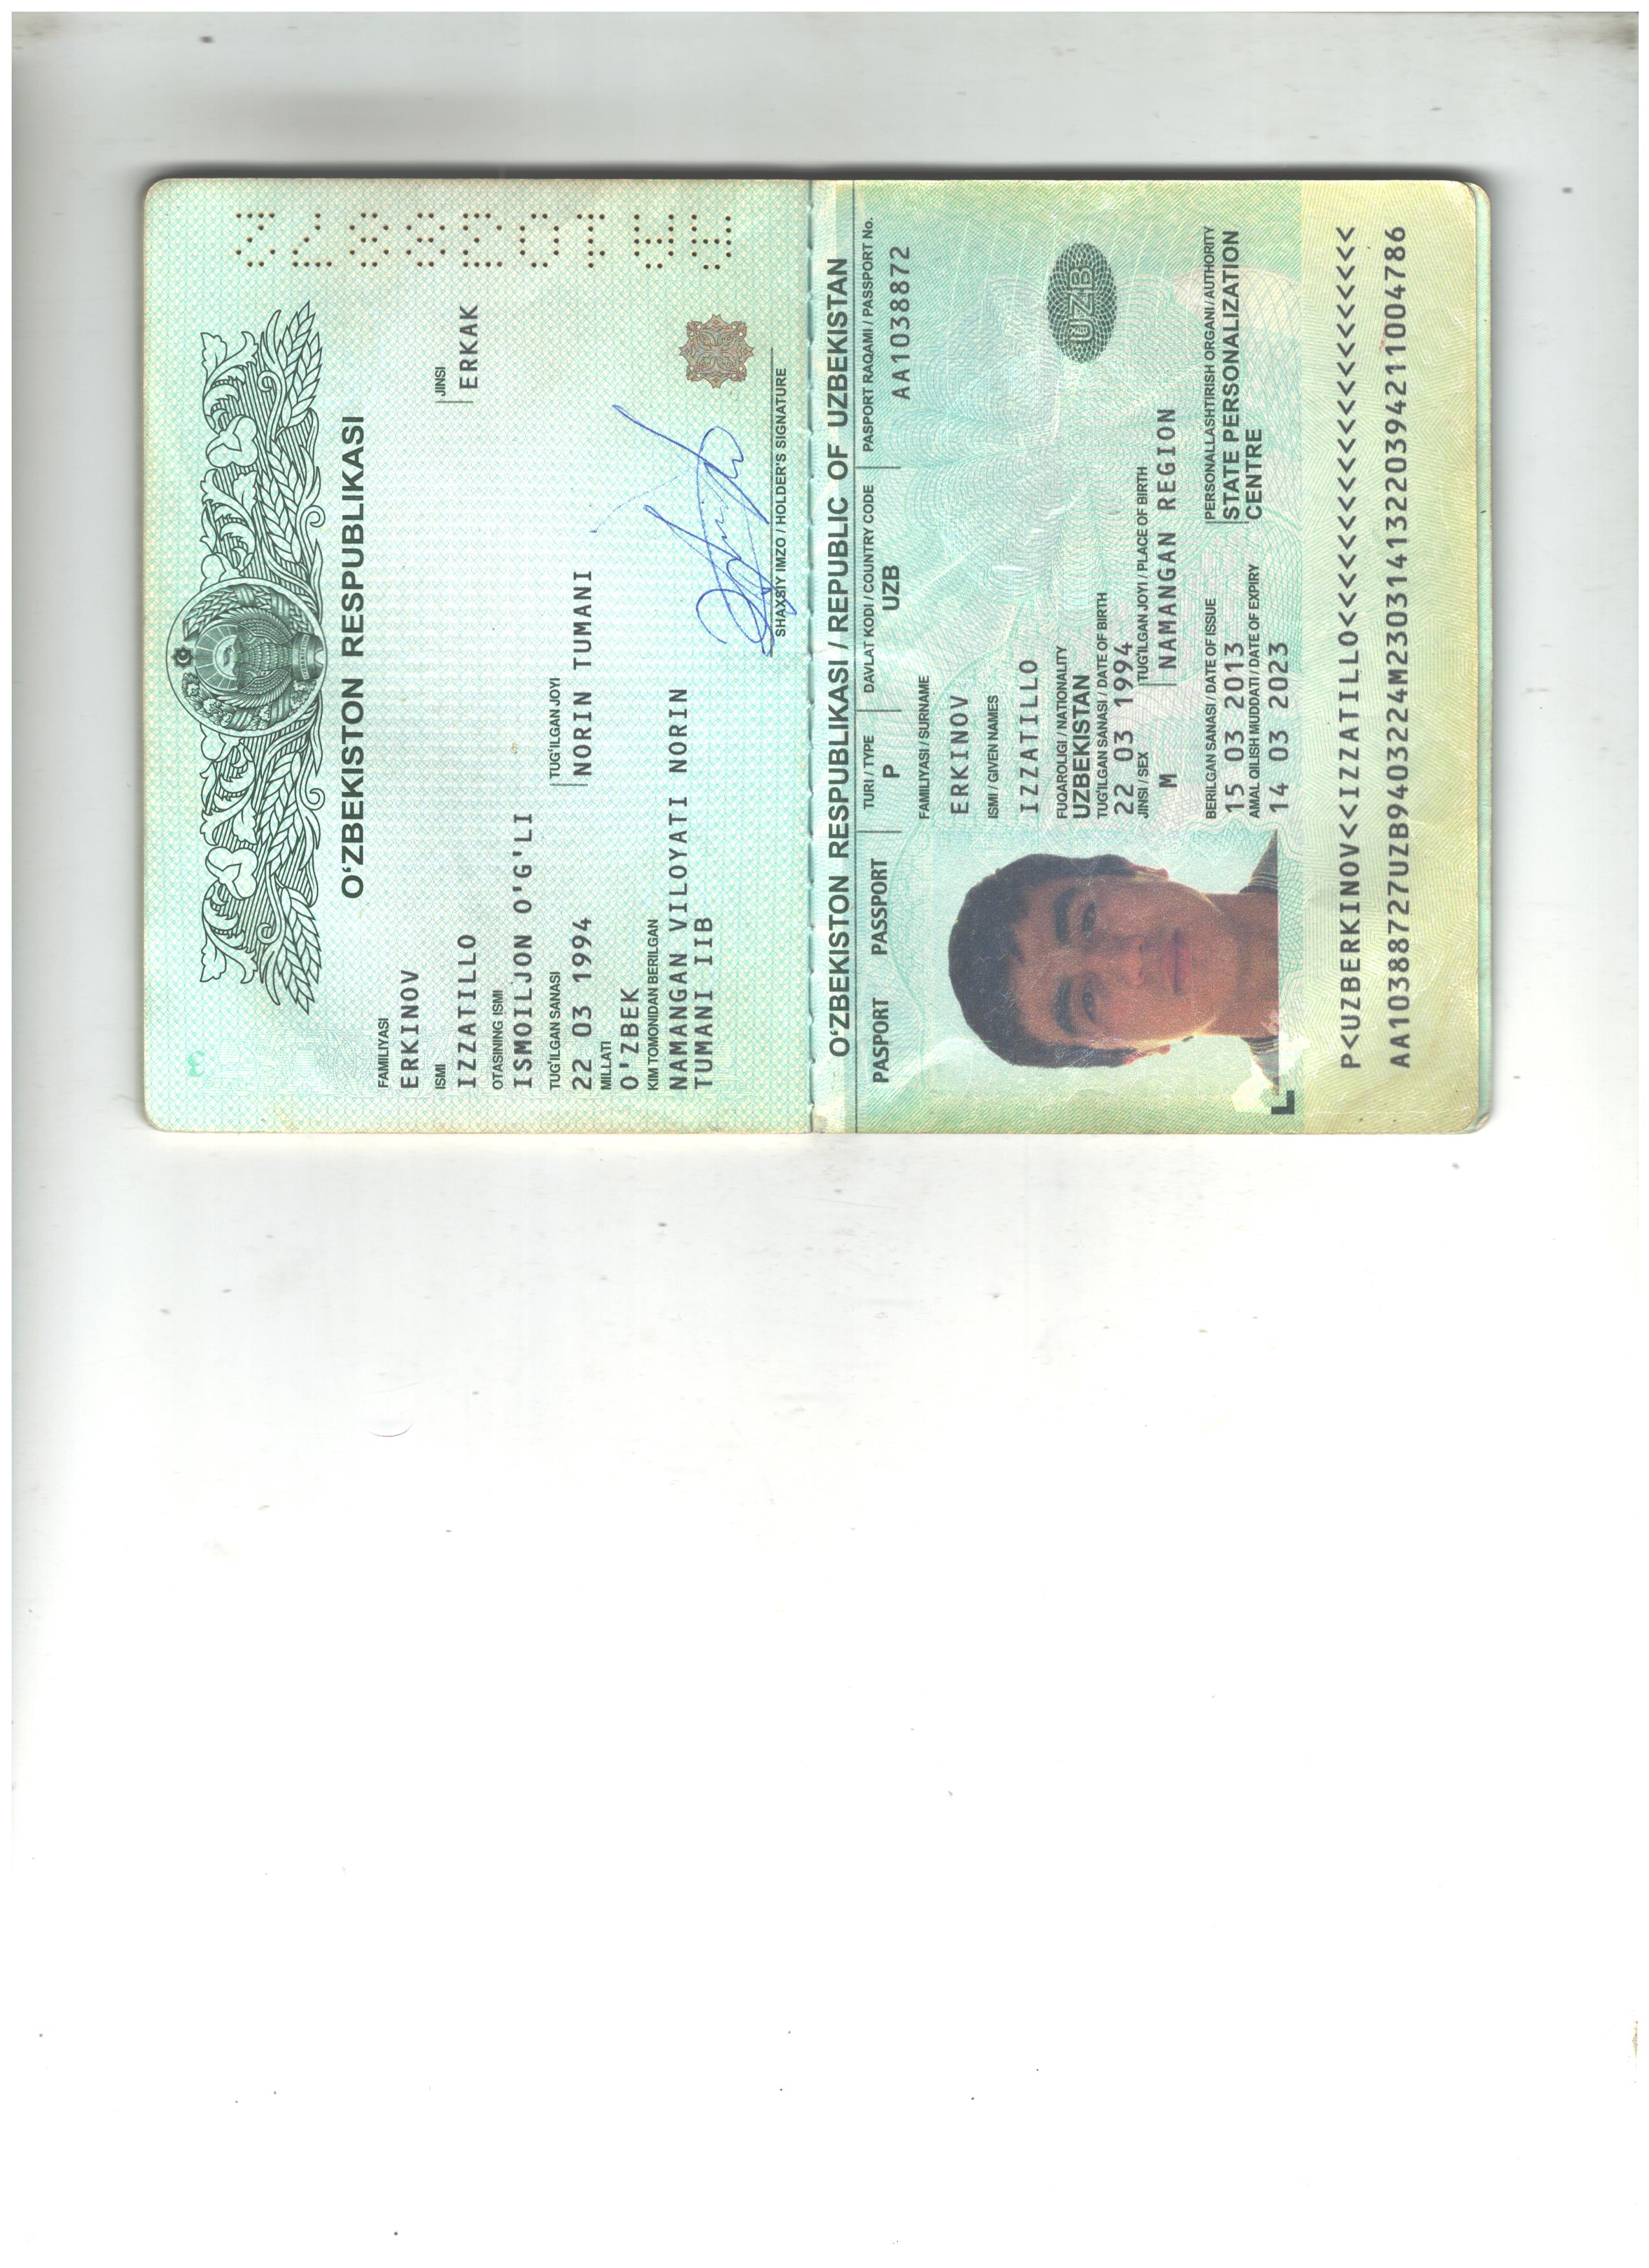 3
O‘ZBEKISTON RESPUBLIKASI
FAMILIYASI
ERKINOV
ISMI
IZZATILLO
JINSI
ERKAK
OTASINING ISMI
ISMOILJON O'G'LI
TUG‘ILGAN SANASI
22 03 1994
TUG‘ILGAN JOYI
NORIN TUMANI
MILLATI
O'ZBEK
KIM TOMONIDAN BERILGAN
NAMANGAN VILOYATI NORIN
TUMANI IIB
SHAXSIY IMZO / HOLDER'S SIGNATURE
AA1038872
O‘ZBEKISTON RESPUBLIKASI / REPUBLIC OF UZBEKISTAN
PASPORT PASSPORT
TURI / TYPE
P
DAVLAT KODI / COUNTRY CODE
UZB
PASPORT RAQAMI / PASSPORT No.
AA1038872
FAMILIYASI / SURNAME
ERKINOV
ISMI / GIVEN NAMES
IZZATILLO
FUQAROLIGI / NATIONALITY
UZBEKISTAN
UZB
TUG‘ILGAN SANASI / DATE OF BIRTH
22 03 1994
JINSI / SEX
M
TUG‘ILGAN JOYI / PLACE OF BIRTH
NAMANGAN REGION
BERILGAN SANASI / DATE OF ISSUE
15 03 2013
PERSONALLASHTIRISH ORGANI / AUTHORITY
STATE PERSONALIZATION
CENTRE
AMAL QILISH MUDDATI / DATE OF EXPIRY
14 03 2023
P<UZBERKINOV<<IZZATILLO<<<<<<<<<<<<<<<<<<<<<
AA10388727UZB9403224M23031413220394211004786